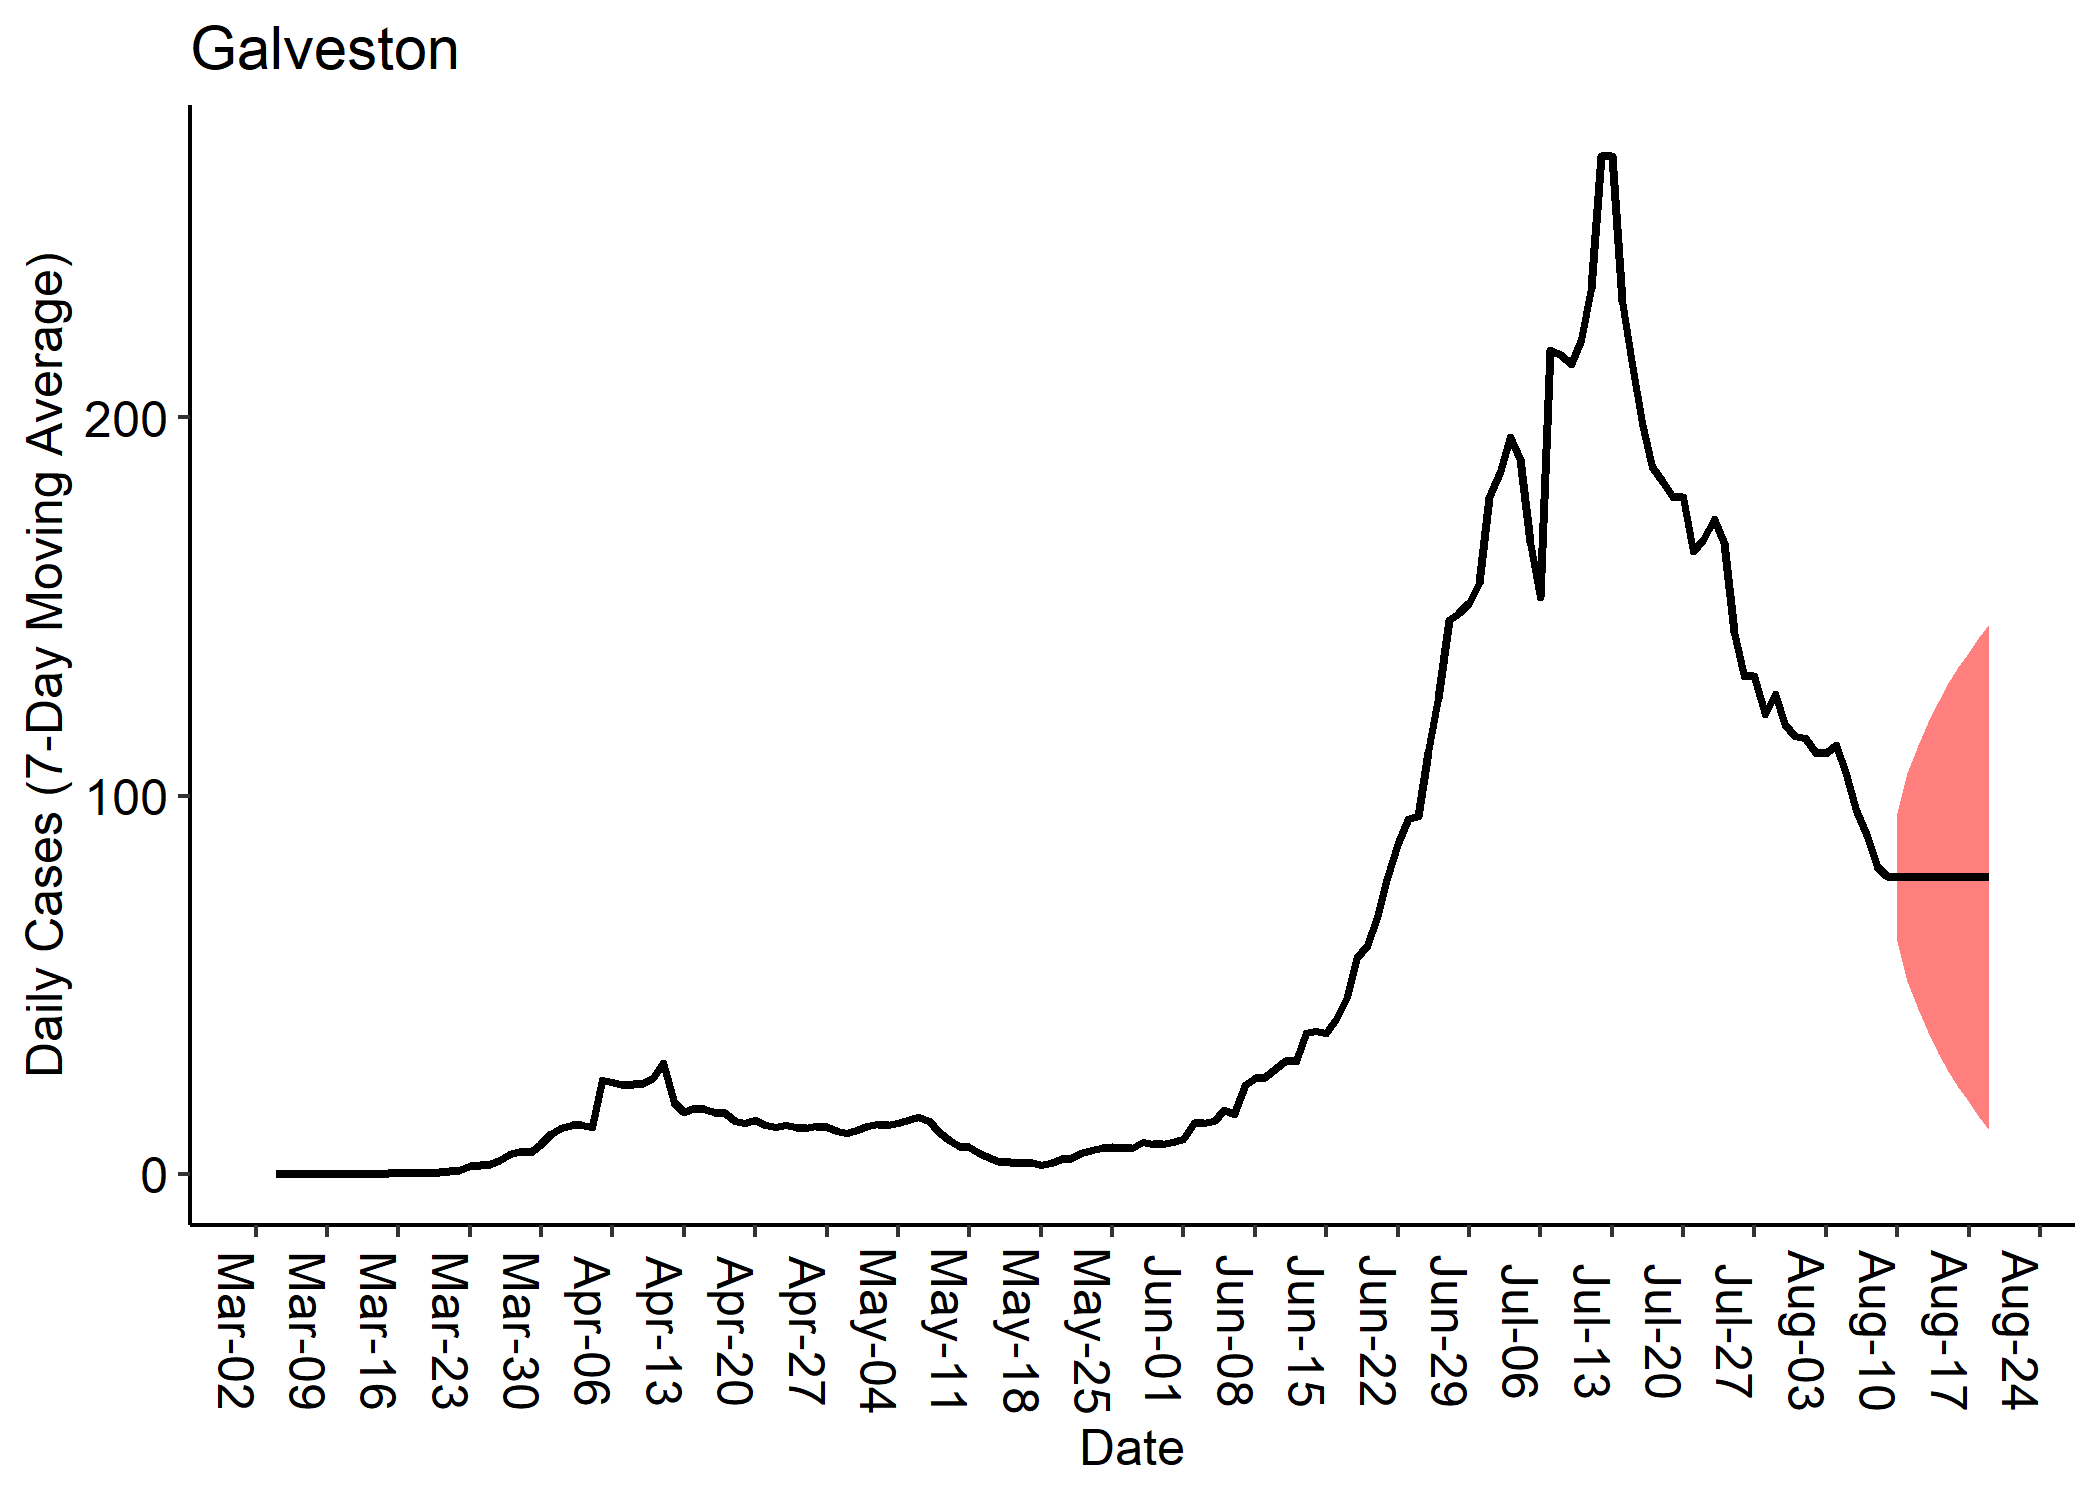 Galveston
Daily Cases (7-Day Moving Average)
200
100
0
Mar-02
Mar-09
Mar-16
Mar-23
Mar-30
Apr-06
Apr-13
Apr-20
Apr-27
May-04
May-11
May-18
May-25
Jun-01
Jun-08
Jun-15
Jun-22
Jun-29
Jul-06
Jul-13
Jul-20
Jul-27
Aug-03
Aug-10
Aug-17
Aug-24
Date